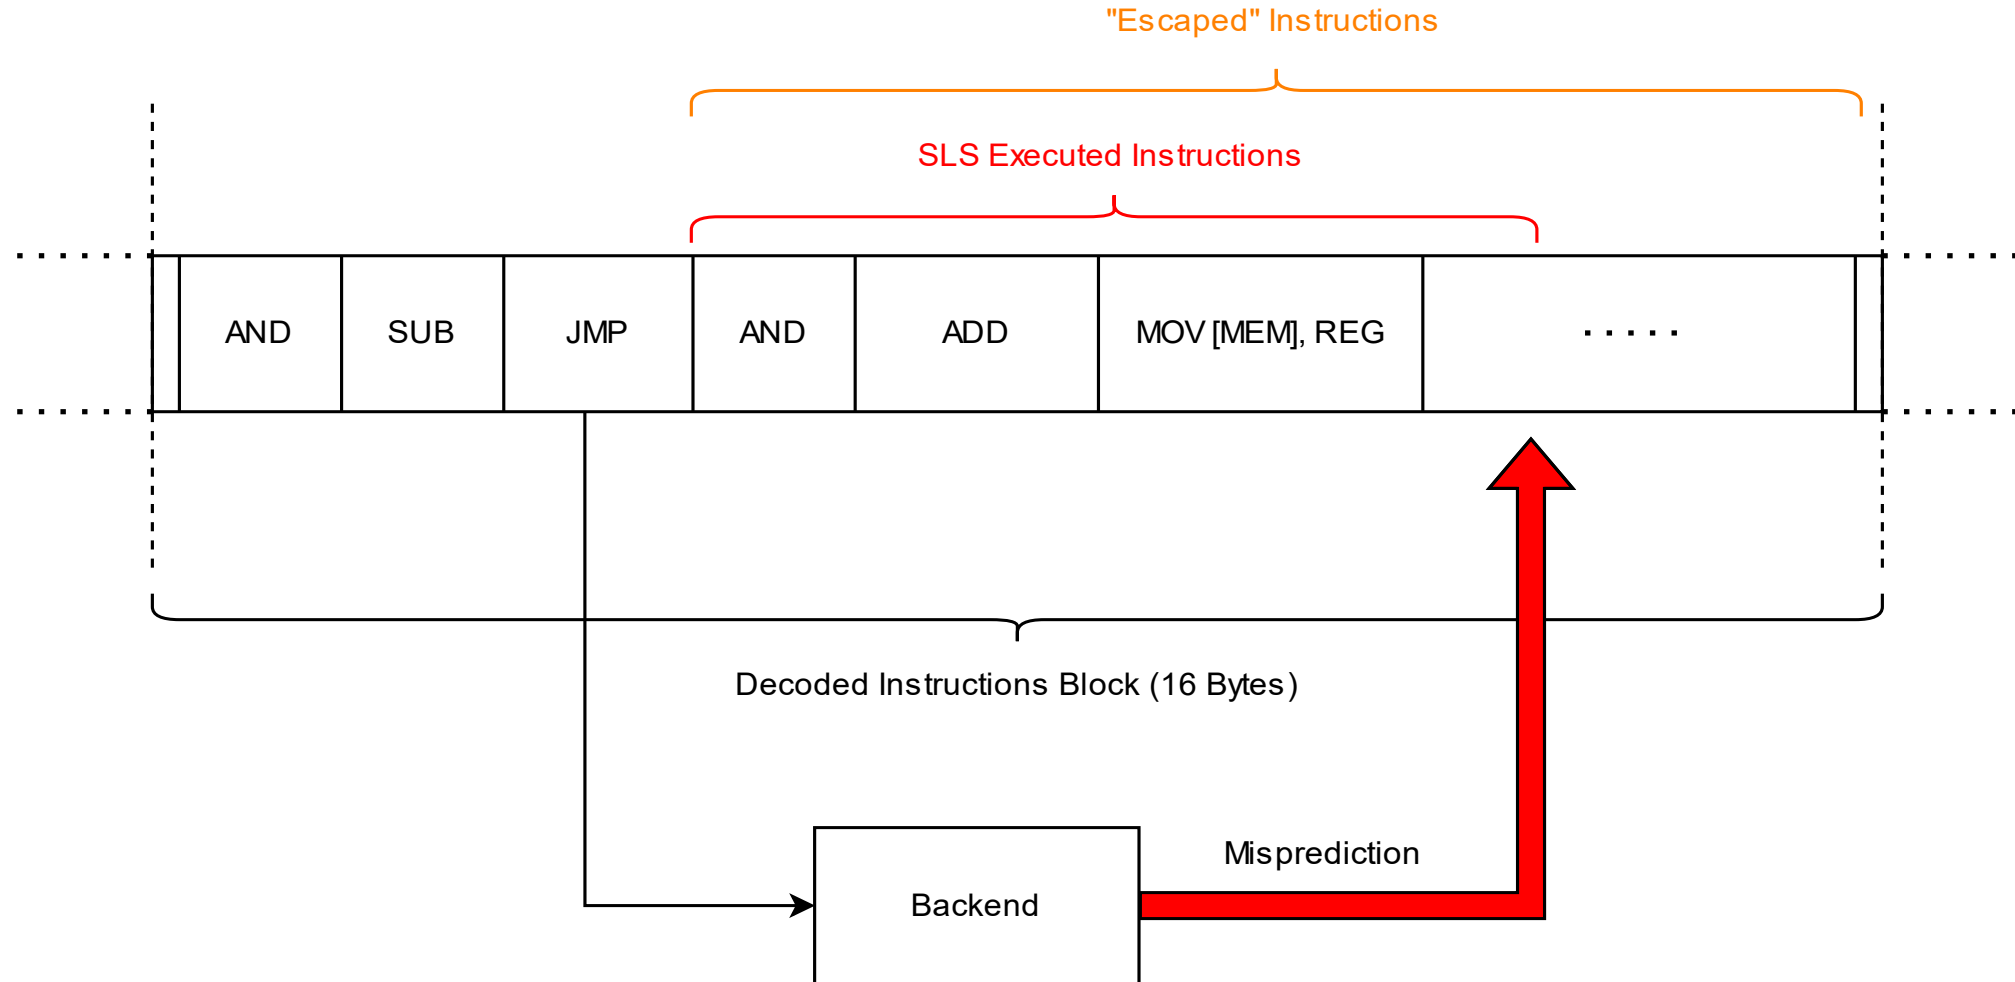 "Escaped" Instructions
SLS Executed Instructions
AND SUB JMP AND ADD MOV [MEM], REG .....
Decoded Instructions Block (16 Bytes)
Misprediction
Backend